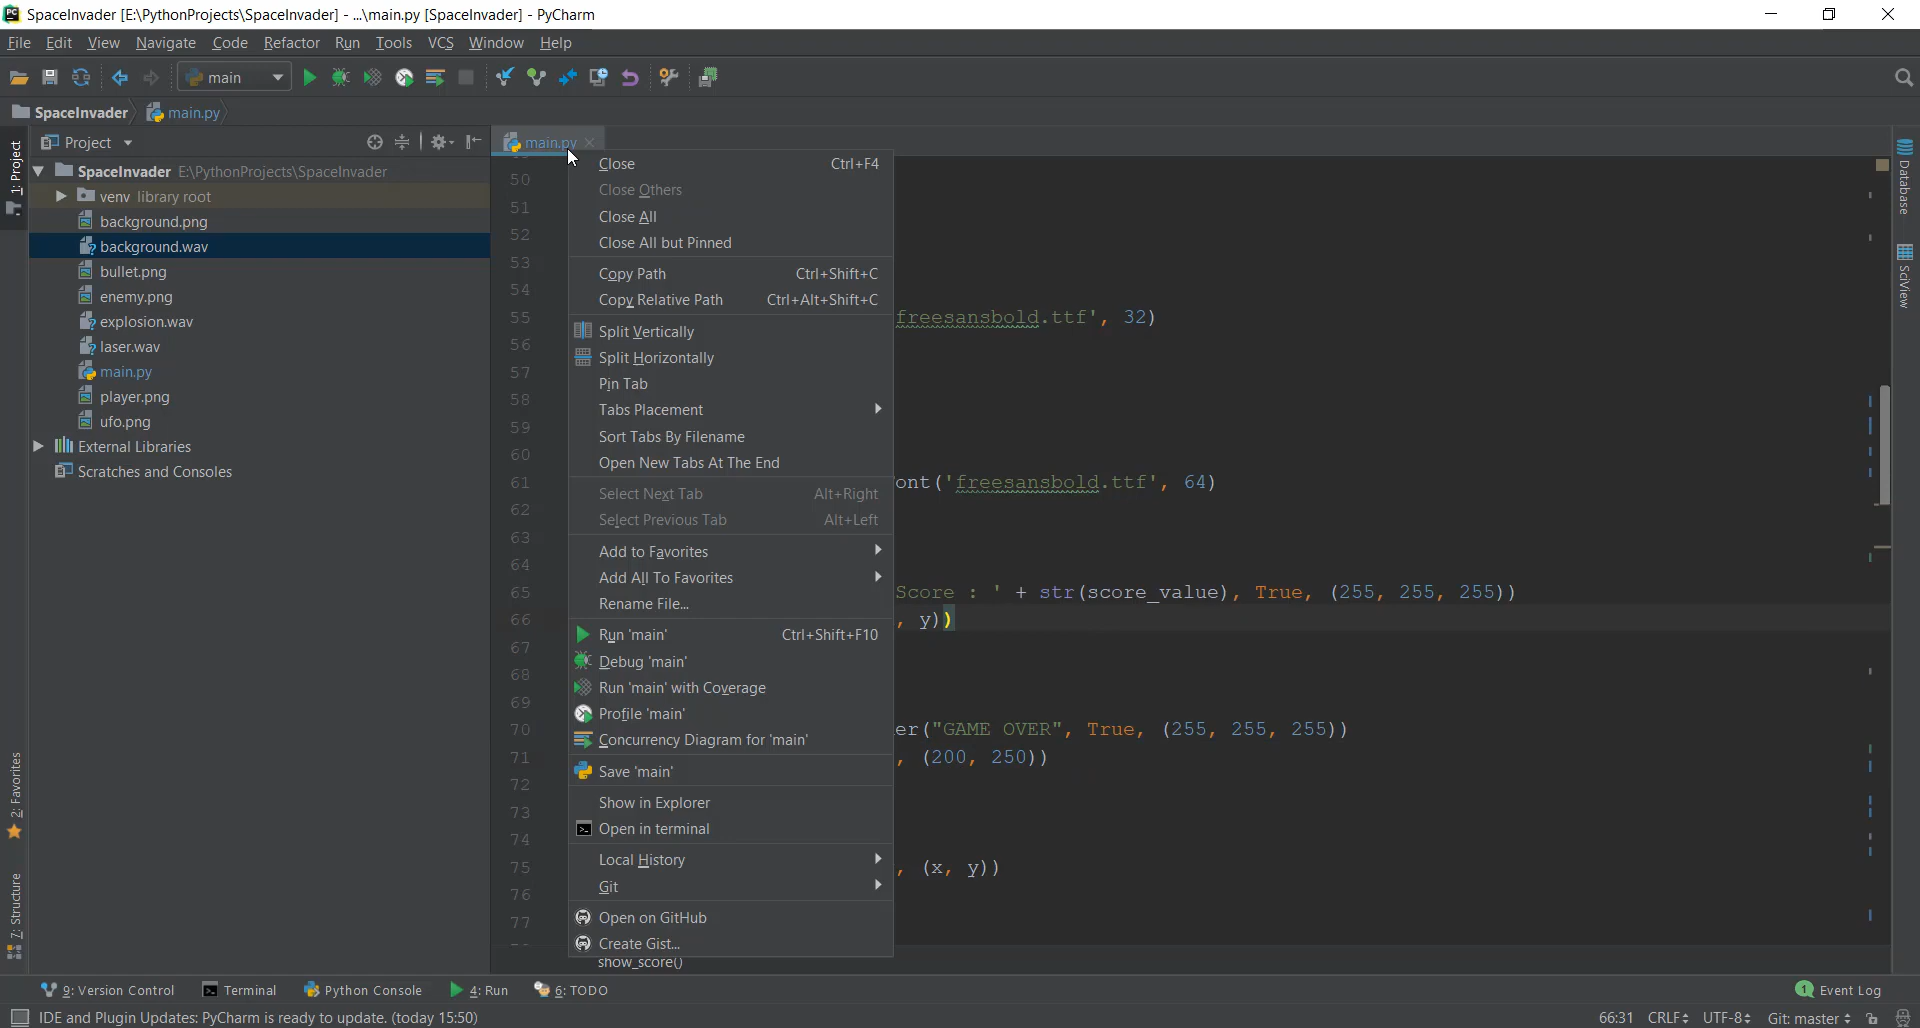 SpaceInvader [E:\PythonProjects\SpaceInvader] - ...\main.py [SpaceInvader] - PyCharm
File Edit View Navigate Code Refactor Run Tools VCS Window Help
main
SpaceInvader main.py
1: Project
Project
main.py
SpaceInvader E:\PythonProjects\SpaceInvader
venv library root
background.png
background.wav
bullet.png
enemy.png
explosion.wav
laser.wav
main.py
player.png
ufo.png
External Libraries
Scratches and Consoles
2: Favorites
7: Structure
Close Ctrl+F4
Close Others
Close All
Close All but Pinned
Copy Path Ctrl+Shift+C
Copy Relative Path Ctrl+Alt+Shift+C
Split Vertically
Split Horizontally
Pin Tab
Tabs Placement
Sort Tabs By Filename
Open New Tabs At The End
Select Next Tab Alt+Right
Select Previous Tab Alt+Left
Add to Favorites
Add All To Favorites
Rename File...
Run 'main' Ctrl+Shift+F10
Debug 'main'
Run 'main' with Coverage
Profile 'main'
Concurrency Diagram for 'main'
Save 'main'
Show in Explorer
Open in terminal
Local History
Git
Open on GitHub
Create Gist...
50
51
52
53
54
55 freesansbold.ttf', 32)
56
57
58
59
60
61 ont('freesansbold.ttf', 64)
62
63
64
65 Score : ' + str(score_value), True, (255, 255, 255))
66 , y))
67
68
69
70 er("GAME OVER", True, (255, 255, 255))
71 , (200, 250))
72
73
74
75 , (x, y))
76
77
show_score()
Database
SciView
9: Version Control Terminal Python Console 4: Run 6: TODO 1 Event Log
IDE and Plugin Updates: PyCharm is ready to update. (today 15:50) 66:31 CRLF UTF-8 Git: master